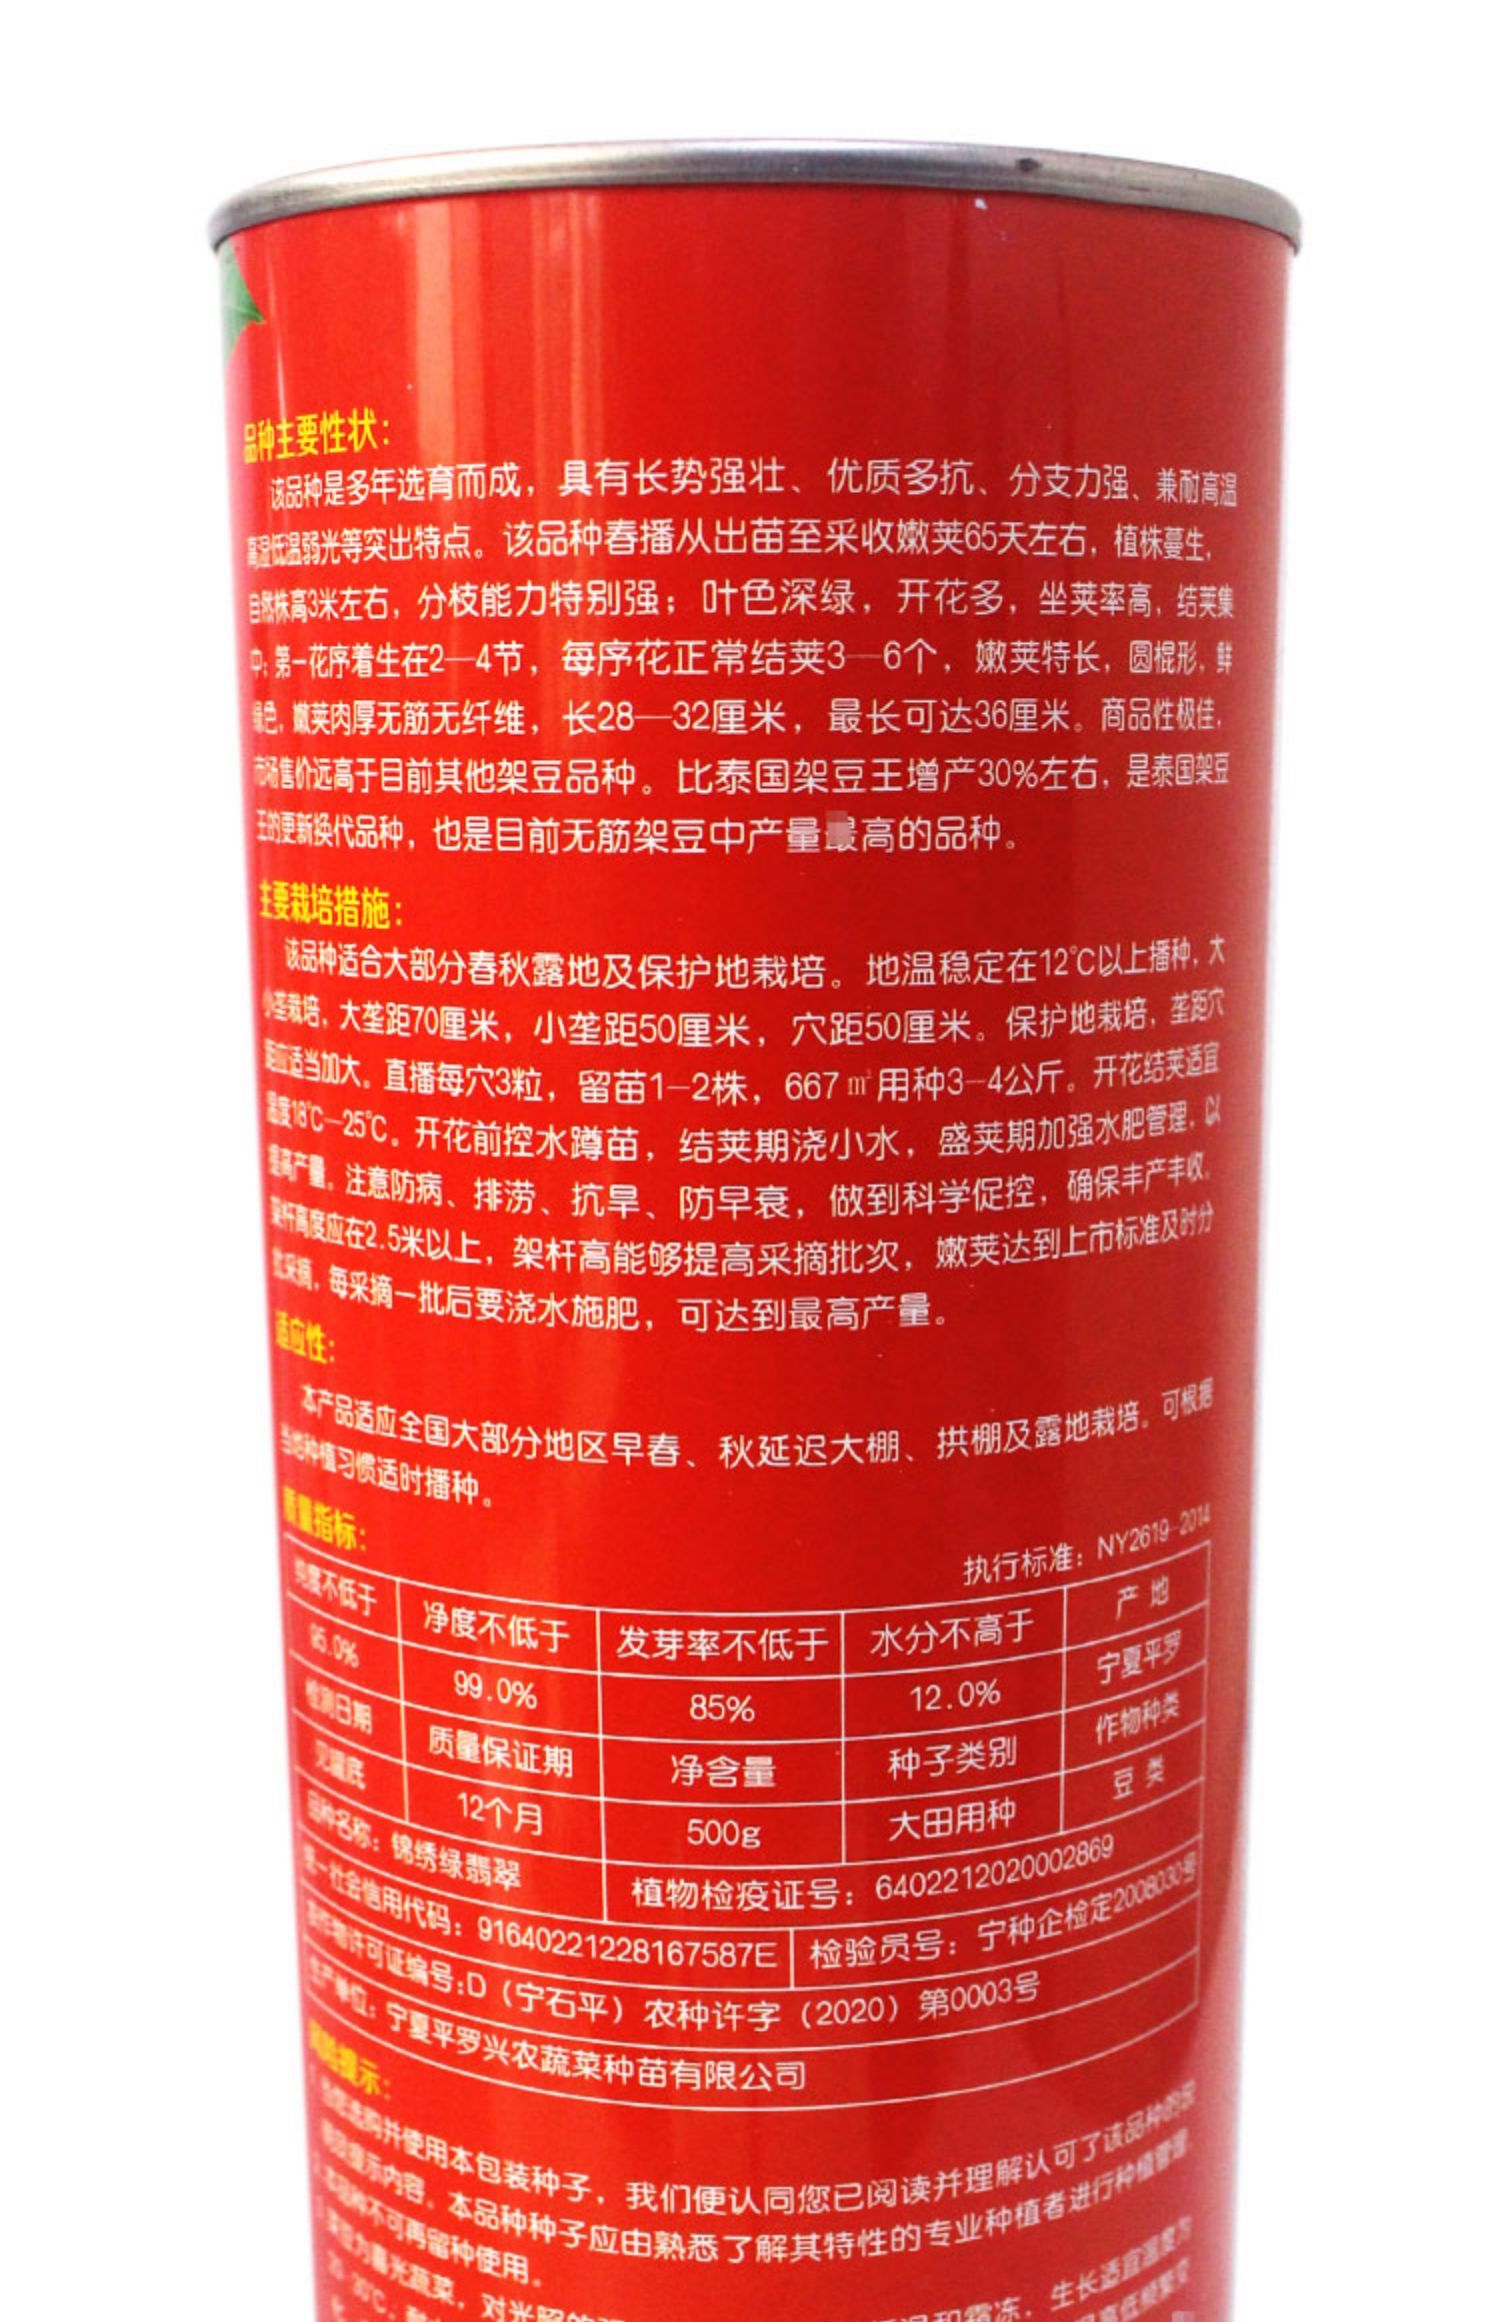 品种主要性状：
该品种是多年选育而成，具有长势强壮、优质多抗、分支力强、兼耐高温
高湿低温弱光等突出特点。该品种春播从出苗至采收嫩荚65天左右，植株蔓生，
自然株高3米左右，分枝能力特别强；叶色深绿，开花多，坐荚率高，结荚集
中；第一花序着生在2—4节，每序花正常结荚3—6个，嫩荚特长，圆棍形，鲜
绿色，嫩荚肉厚无筋无纤维，长28—32厘米，最长可达36厘米。商品性极佳，
市场售价远高于目前其他架豆品种。比泰国架豆王增产30%左右，是泰国架豆
王的更新换代品种，也是目前无筋架豆中产量最高的品种。
主要栽培措施：
该品种适合大部分春秋露地及保护地栽培。地温稳定在12℃以上播种，大
小垄栽培，大垄距70厘米，小垄距50厘米，穴距50厘米。保护地栽培，垄距穴
距应适当加大。直播每穴3粒，留苗1-2株，667㎡用种3-4公斤。开花结荚适宜
温度18℃-25℃。开花前控水蹲苗，结荚期浇小水，盛荚期加强水肥管理，以
提高产量。注意防病、排涝、抗旱、防早衰，做到科学促控，确保丰产丰收。
架杆高度应在2.5米以上，架杆高能够提高采摘批次，嫩荚达到上市标准及时分
批采摘，每采摘一批后要浇水施肥，可达到最高产量。
适应性：
本产品适应全国大部分地区早春、秋延迟大棚、拱棚及露地栽培。可根据
当地种植习惯适时播种。
质量指标：
执行标准：NY2619-2014
纯度不低于 净度不低于 发芽率不低于 水分不高于 产 地
95.0% 99.0% 85% 12.0% 宁夏平罗
检测日期 质量保证期 净含量 种子类别 作物种类
见罐底 12个月 500g 大田用种 豆 类
品种名称：锦绣绿翡翠 植物检疫证号：6402212020002869
统一社会信用代码：91640221228167587E 检验员号：宁种企检定2008030号
农作物许可证编号:D（宁石平）农种许字（2020）第0003号
生产单位：宁夏平罗兴农蔬菜种苗有限公司
风险提示：
选购并使用本包装种子，我们便认同您已阅读并理解认可了该品种的
提示内容。本品种种子应由熟悉了解其特性的专业种植者进行种植管理
本品种不可再留种使用。
为喜光蔬菜，对光照的 和霜冻，生长适宜温度为